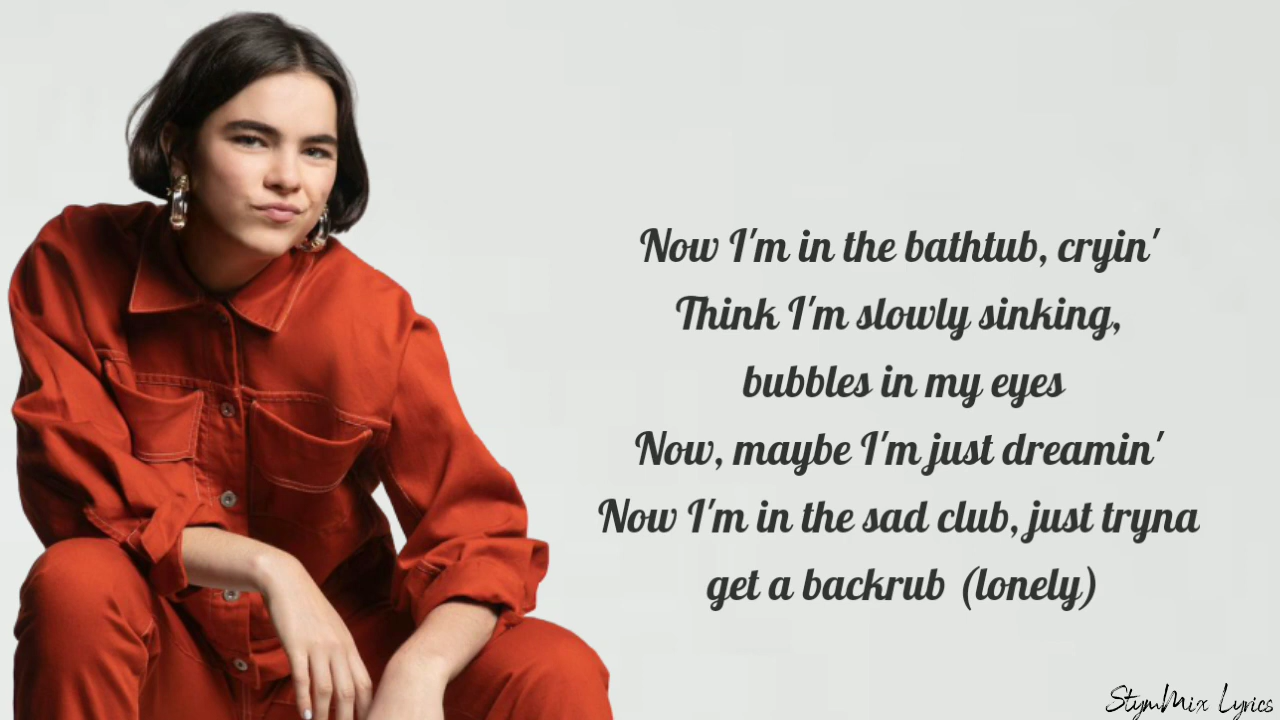 Now I'm in the bathtub, cryin'
Think I'm slowly sinking,
bubbles in my eyes
Now, maybe I'm just dreamin'
Now I'm in the sad club, just tryna
get a backrub (lonely)
StymMix Lyrics